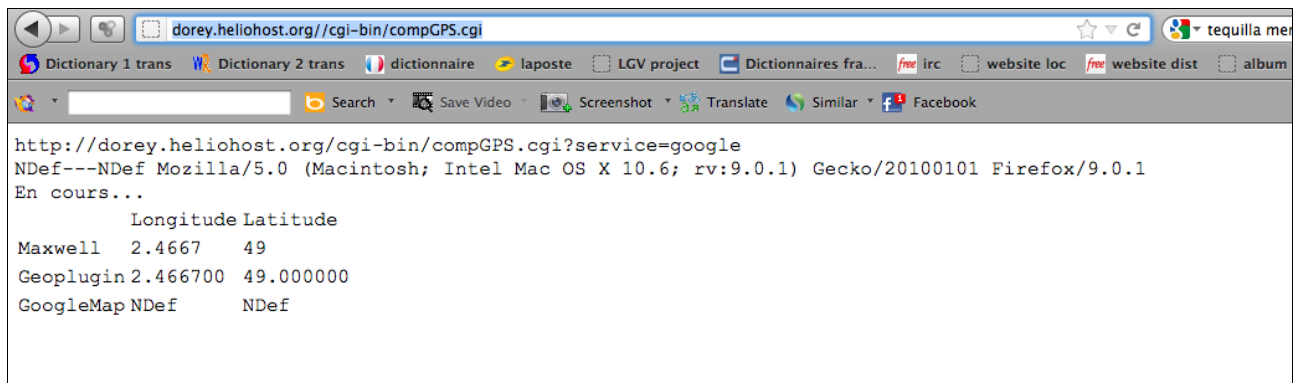 dorey.heliohost.org//cgi-bin/compGPS.cgi tequilla mer
Dictionary 1 trans Dictionary 2 trans dictionnaire laposte LGV project Dictionnaires fra... free irc website loc free website dist album
Search Save Video Screenshot Translate Similar 1 Facebook
http://dorey.heliohost.org/cgi-bin/compGPS.cgi?service=google
NDef---NDef Mozilla/5.0 (Macintosh; Intel Mac OS X 10.6; rv:9.0.1) Gecko/20100101 Firefox/9.0.1
En cours...
Longitude Latitude
Maxwell 2.4667 49
Geoplugin 2.466700 49.000000
GoogleMap NDef NDef